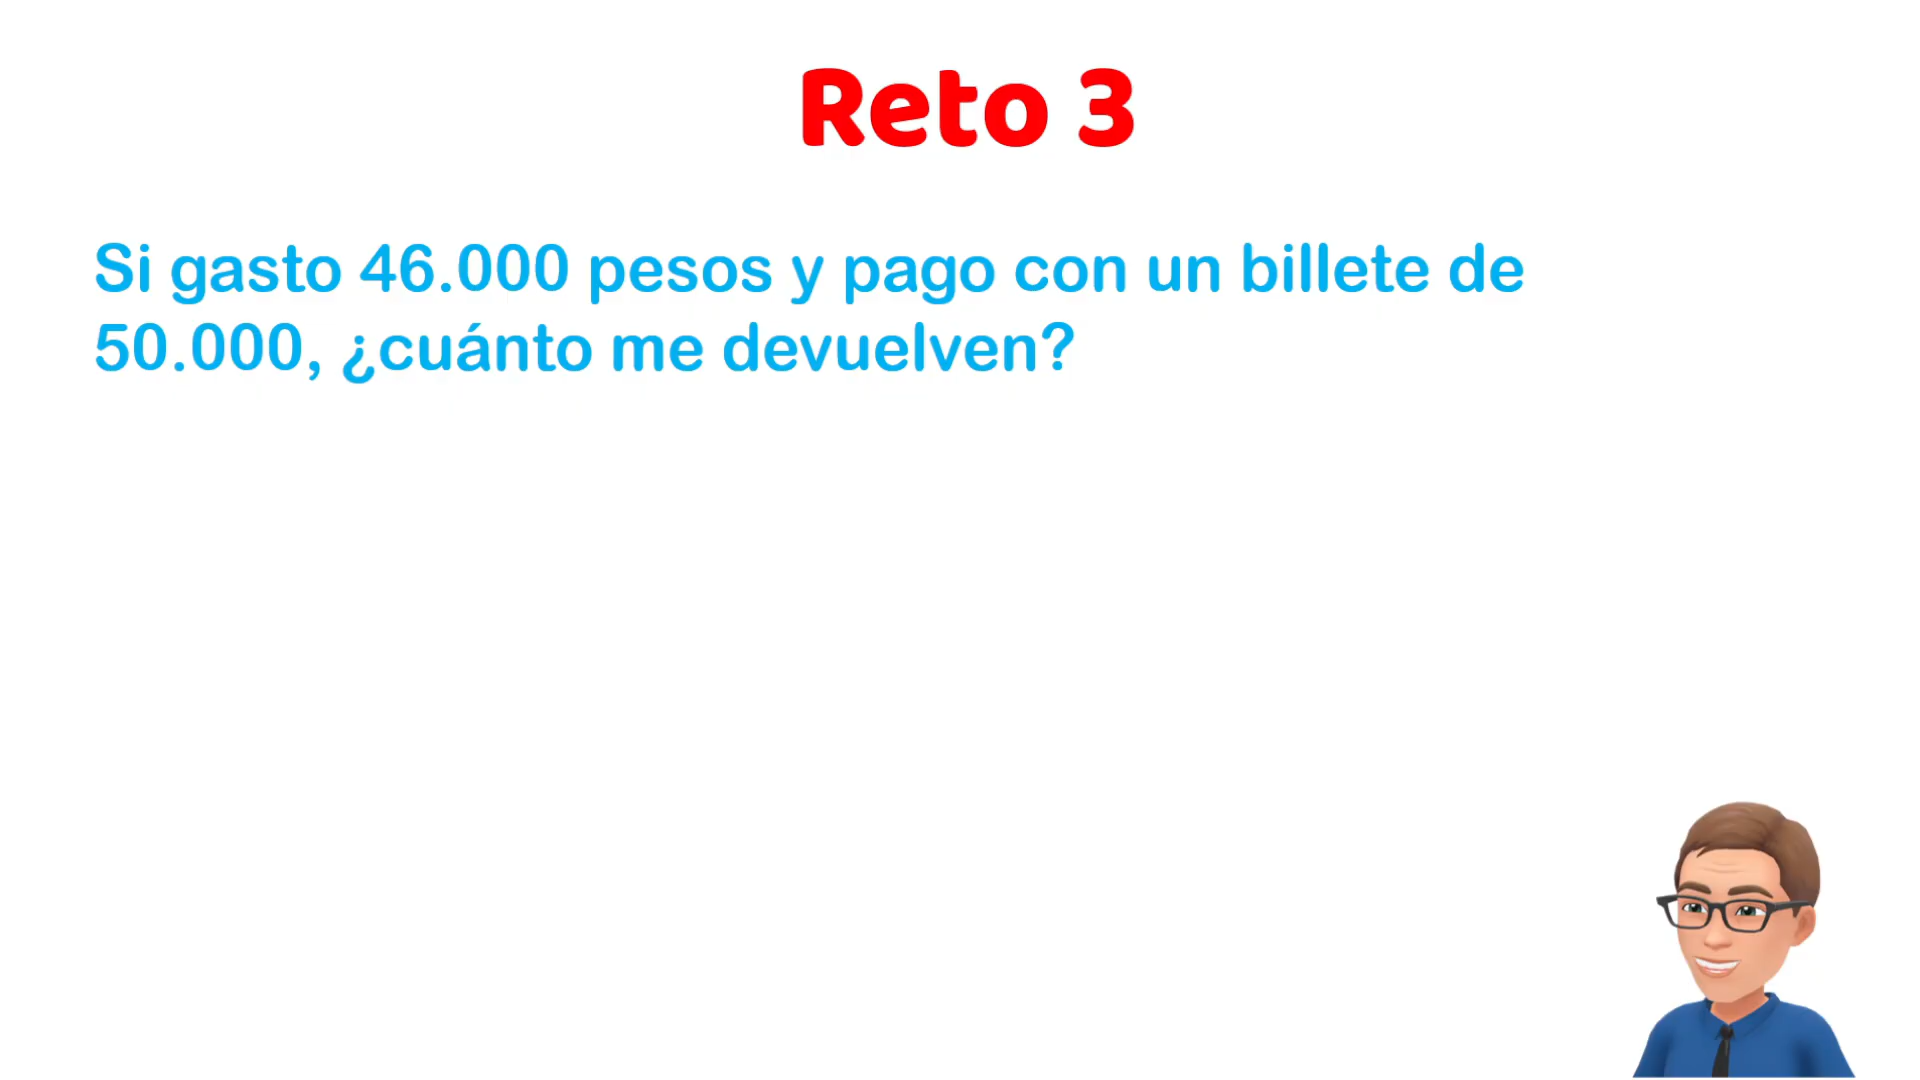 Reto 3
Si gasto 46.000 pesos y pago con un billete de
50.000, ¿cuánto me devuelven?